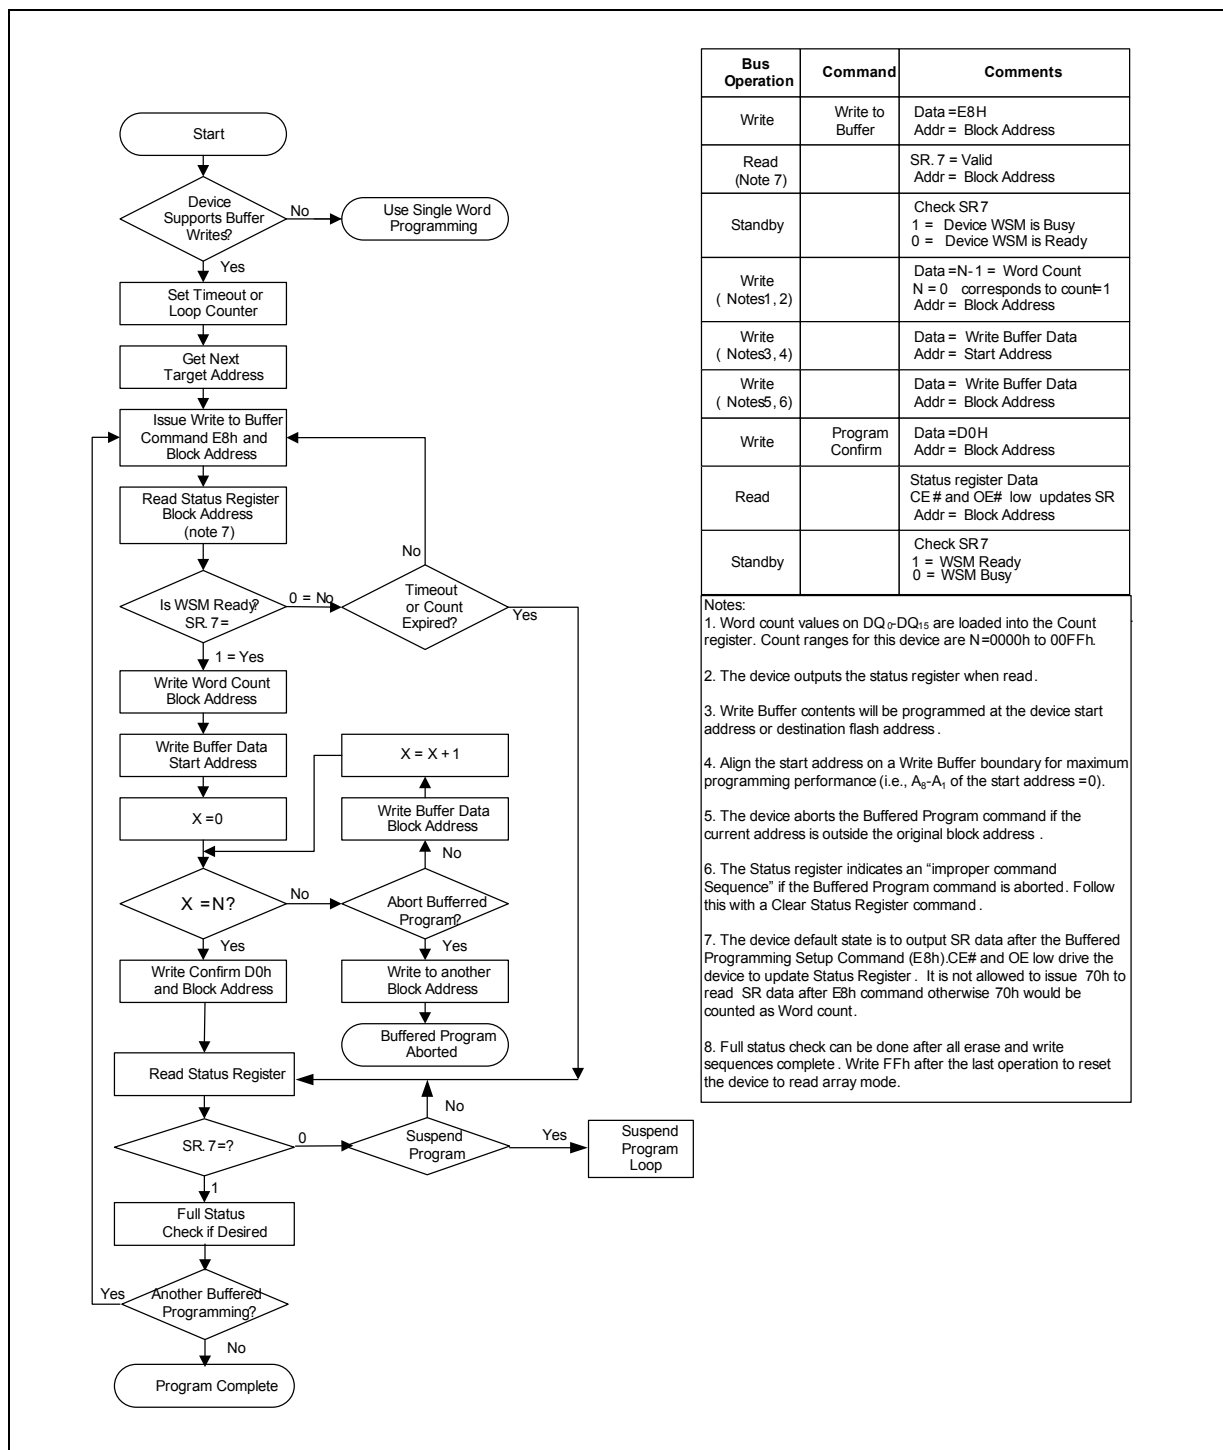 Start
Device
Supports Buffer
Writes?
No
Use Single Word
Programming
Yes
Set Timeout or
Loop Counter
Get Next
Target Address
Issue Write to Buffer
Command E8h and
Block Address
Read Status Register
Block Address
(note 7)
No
Is WSM Ready?
SR. 7 =
0 = No
Timeout
or Count
Expired?
Yes
1 = Yes
Write Word Count
Block Address
Write Buffer Data
Start Address
X = X + 1
X =0
Write Buffer Data
Block Address
No
X =N?
No
Abort Bufferred
Program?
Yes
Yes
Write Confirm D0h
and Block Address
Write to another
Block Address
Buffered Program
Aborted
Read Status Register
No
SR. 7=?
0
Suspend
Program
Yes
Suspend
Program
Loop
1
Full Status
Check if Desired
Yes
Another Buffered
Programming?
No
Program Complete
Bus
Operation
Command
Comments
Write
Write to
Buffer
Data =E8H
Addr = Block Address
Read
(Note 7)
SR. 7 = Valid
Addr = Block Address
Standby
Check SR7
1 = Device WSM is Busy
0 = Device WSM is Ready
Write
( Notes1, 2)
Data =N- 1 = Word Count
N = 0 corresponds to count=1
Addr = Block Address
Write
( Notes3, 4)
Data = Write Buffer Data
Addr = Start Address
Write
( Notes5, 6)
Data = Write Buffer Data
Addr = Block Address
Write
Program
Confirm
Data =D0H
Addr = Block Address
Read
Status register Data
CE # and OE# low updates SR
Addr = Block Address
Standby
Check SR7
1 = WSM Ready
0 = WSM Busy
Notes:
1. Word count values on DQ0-DQ15 are loaded into the Count
register. Count ranges for this device are N=0000h to 00FFh.
2. The device outputs the status register when read.
3. Write Buffer contents will be programmed at the device start
address or destination flash address.
4. Align the start address on a Write Buffer boundary for maximum
programming performance (i.e., A8-A1 of the start address =0).
5. The device aborts the Buffered Program command if the
current address is outside the original block address .
6. The Status register indicates an “improper command
Sequence” if the Buffered Program command is aborted. Follow
this with a Clear Status Register command .
7. The device default state is to output SR data after the Buffered
Programming Setup Command (E8h).CE# and OE low drive the
device to update Status Register . It is not allowed to issue 70h to
read SR data after E8h command otherwise 70h would be
counted as Word count.
8. Full status check can be done after all erase and write
sequences complete . Write FFh after the last operation to reset
the device to read array mode.